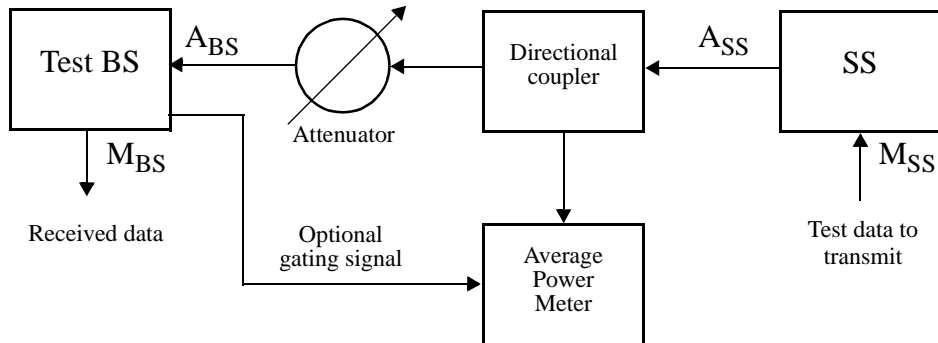 Test BS
A_BS
Attenuator
Directional
coupler
A_SS
SS
M_BS
M_SS
Received data
Optional
gating signal
Average
Power
Meter
Test data to
transmit